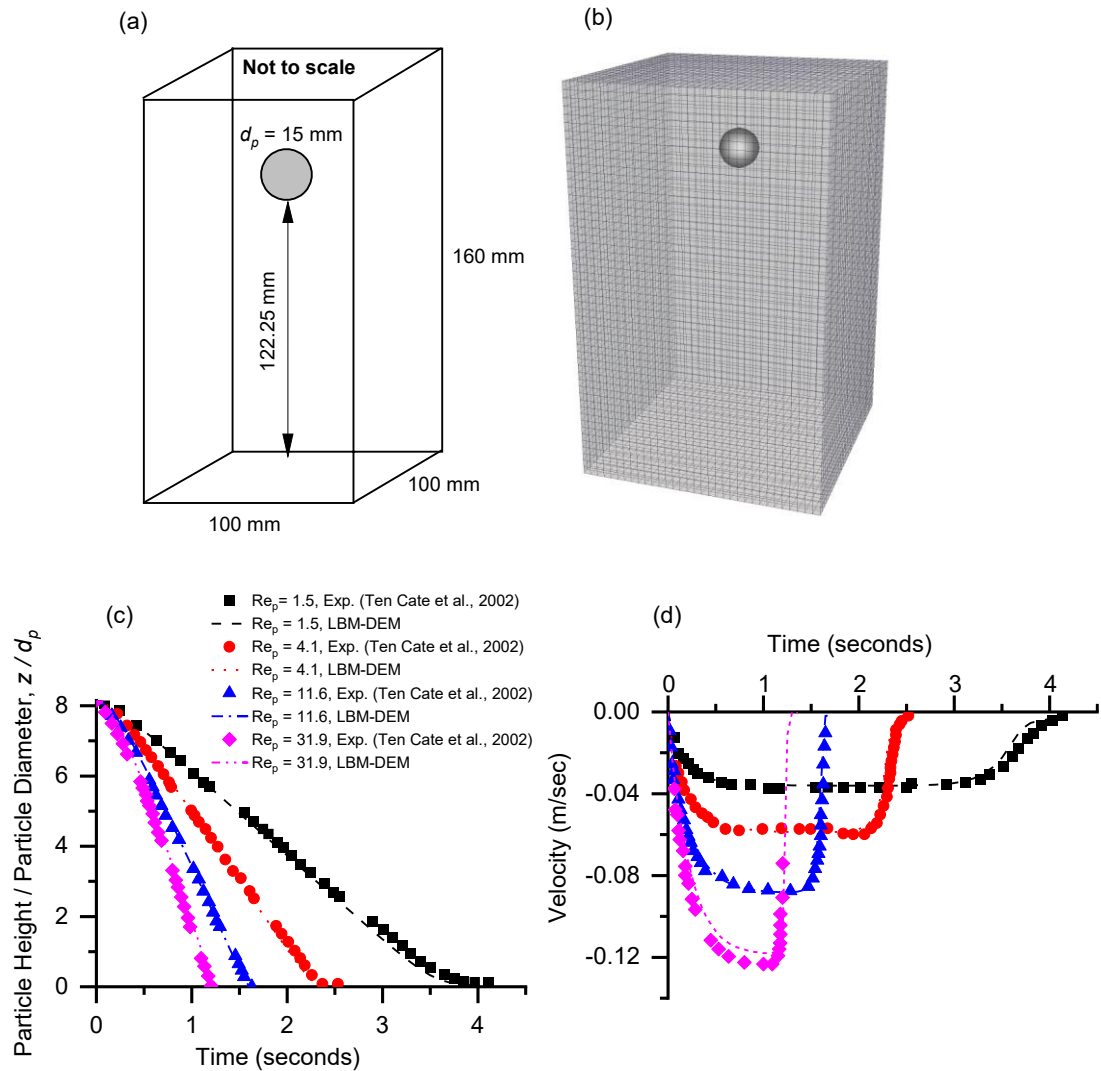 (a)
Not to scale
d_p = 15 mm
122.25 mm
160 mm
100 mm
100 mm
(b)
(c)
Re_p= 1.5, Exp. (Ten Cate et al., 2002)
Re_p = 1.5, LBM-DEM
Re_p = 4.1, Exp. (Ten Cate et al., 2002)
Re_p = 4.1, LBM-DEM
Re_p = 11.6, Exp. (Ten Cate et al., 2002)
Re_p = 11.6, LBM-DEM
Re_p = 31.9, Exp. (Ten Cate et al., 2002)
Re_p = 31.9, LBM-DEM
Particle Height / Particle Diameter, z / d_p
8
6
4
2
0
0 1 2 3 4
Time (seconds)
(d)
Time (seconds)
0 1 2 3 4
Velocity (m/sec)
0.00
-0.04
-0.08
-0.12